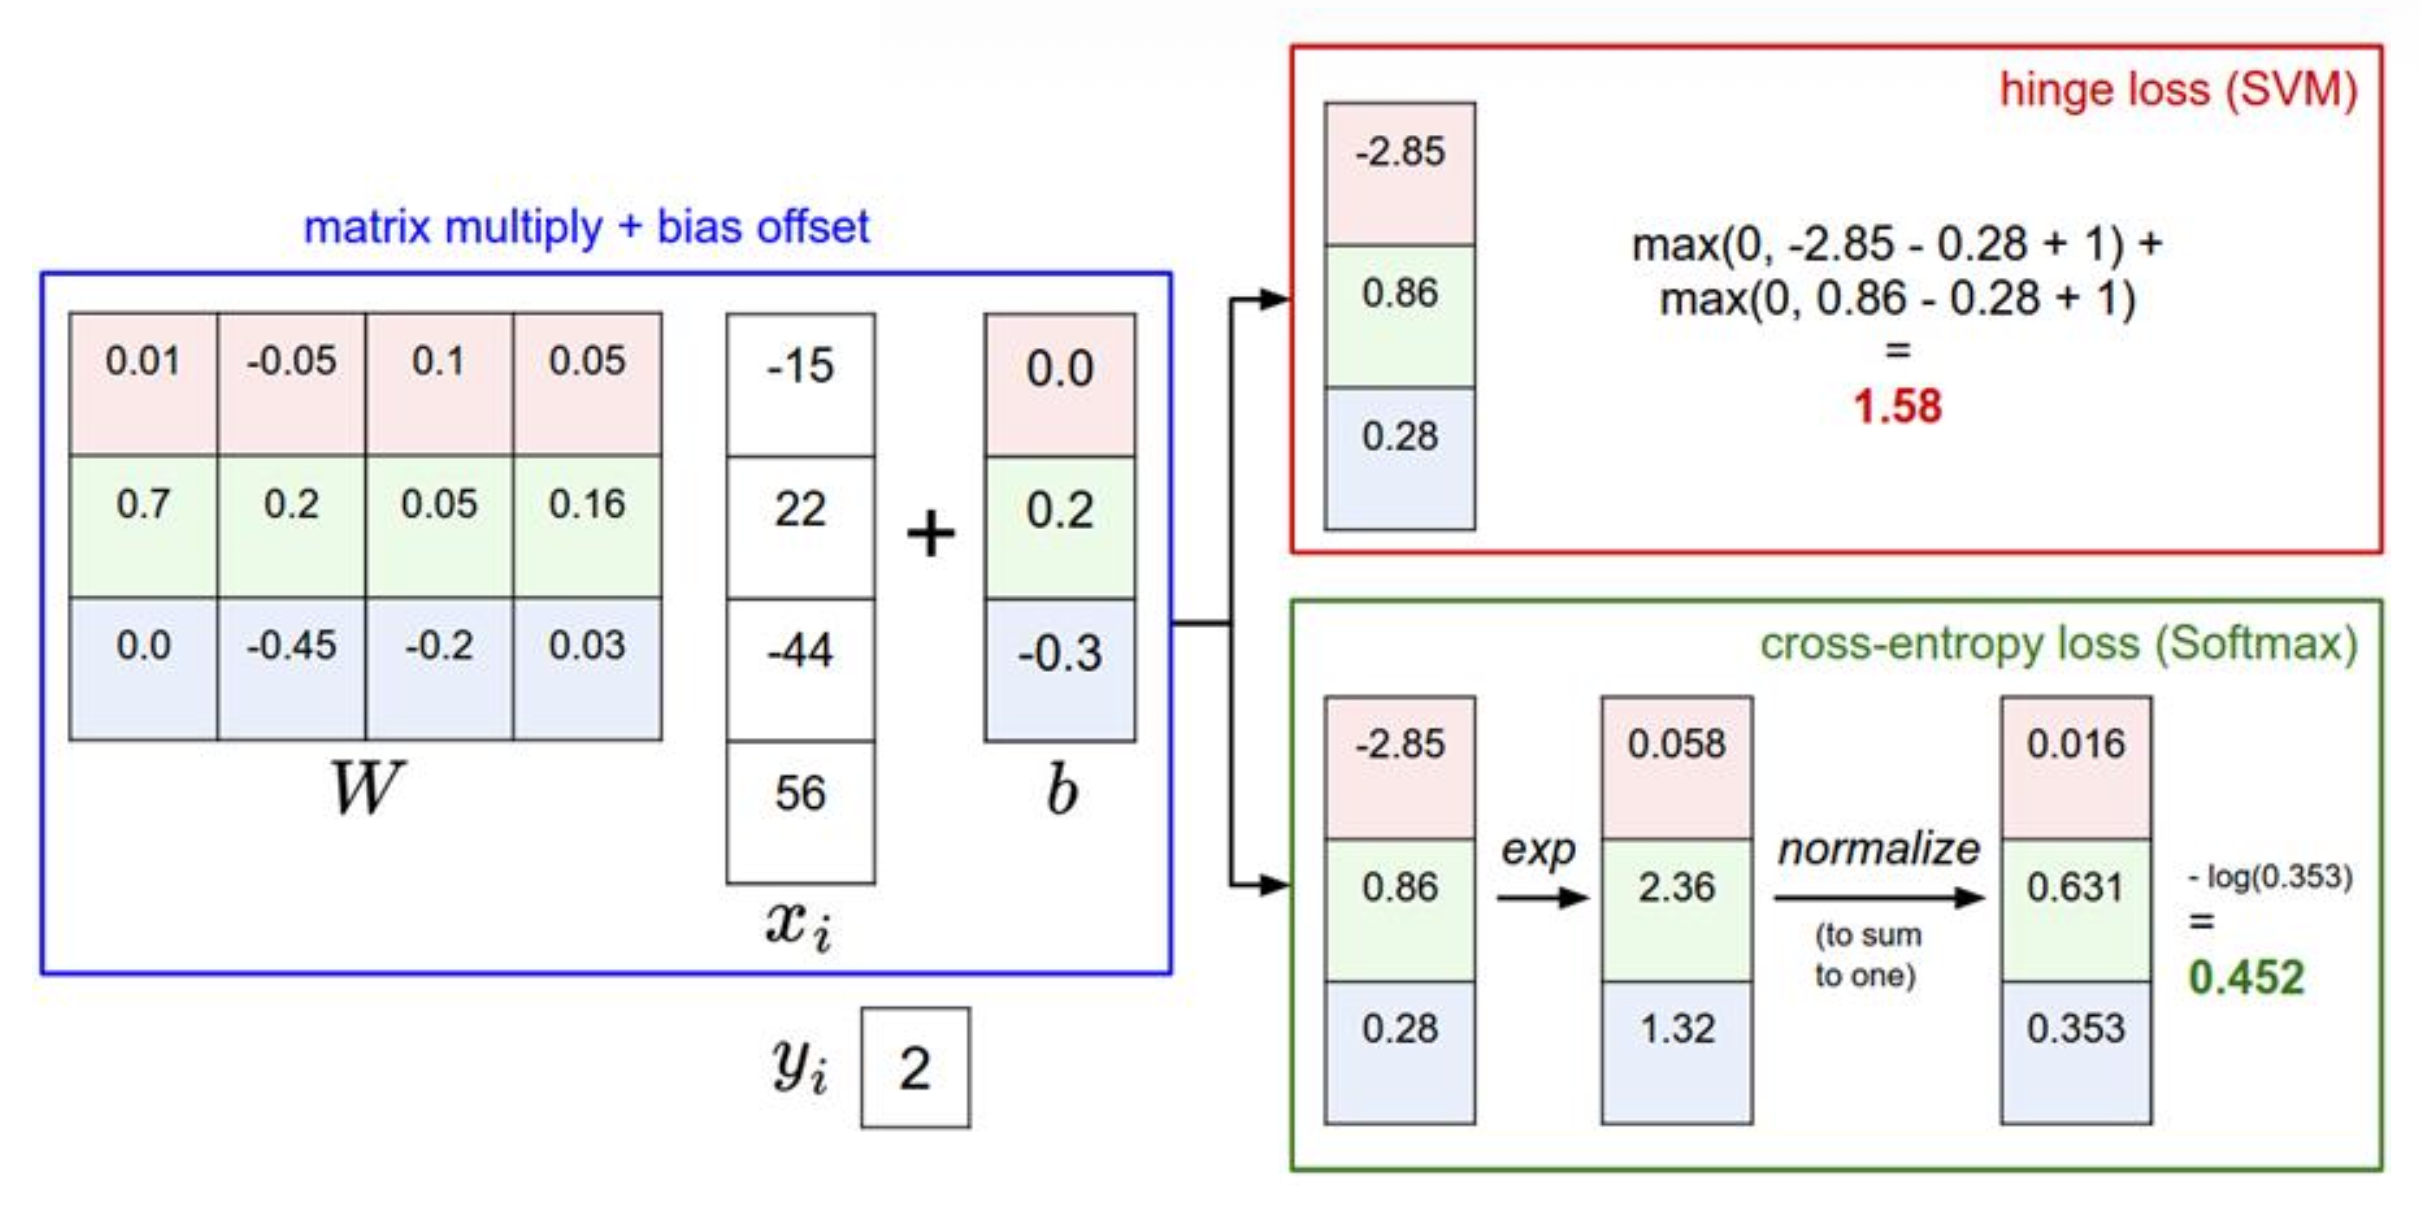 matrix multiply + bias offset
0.01 -0.05 0.1 0.05
0.7 0.2 0.05 0.16
0.0 -0.45 -0.2 0.03
W
-15
22
-44
56
x_i
+
0.0
0.2
-0.3
b
y_i 2
hinge loss (SVM)
-2.85
0.86
0.28
max(0, -2.85 - 0.28 + 1) +
max(0, 0.86 - 0.28 + 1)
=
1.58
cross-entropy loss (Softmax)
-2.85
0.86
0.28
exp
0.058
2.36
1.32
normalize
(to sum
to one)
0.016
0.631
0.353
- log(0.353)
=
0.452